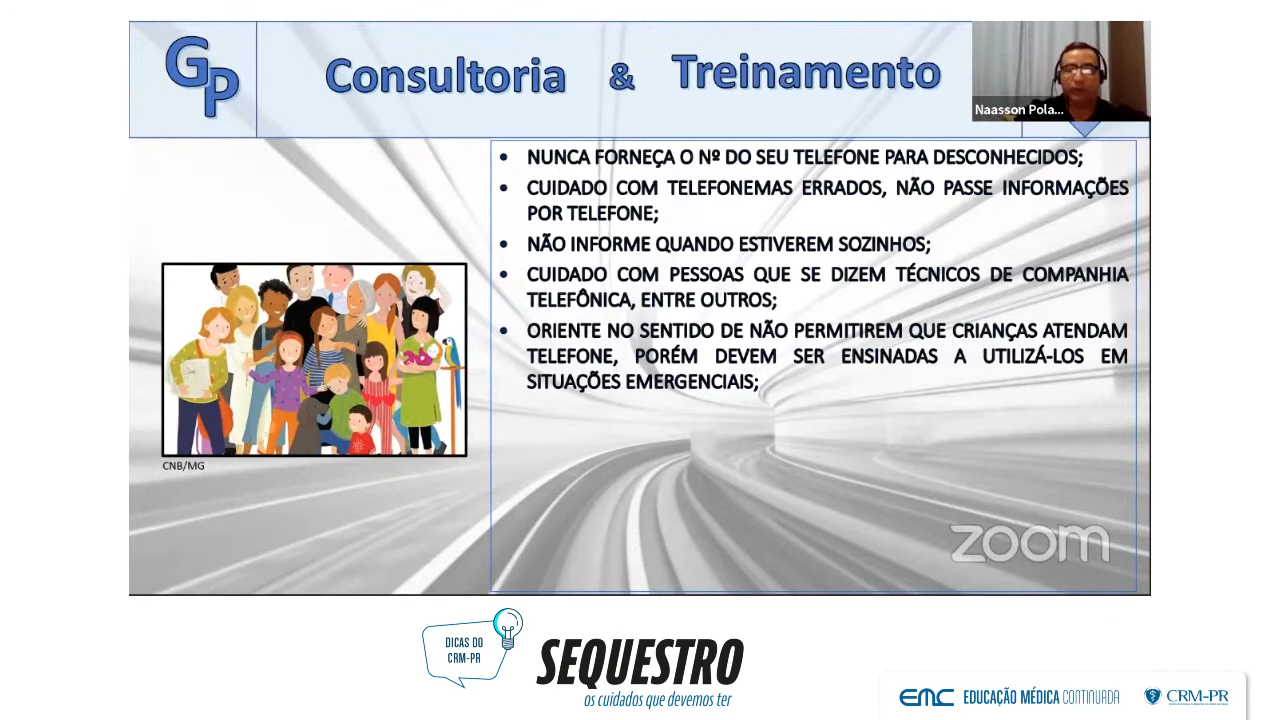 GP
Consultoria & Treinamento
Naasson Pola...
• NUNCA FORNEÇA O Nº DO SEU TELEFONE PARA DESCONHECIDOS;
• CUIDADO COM TELEFONEMAS ERRADOS, NÃO PASSE INFORMAÇÕES
POR TELEFONE;
• NÃO INFORME QUANDO ESTIVEREM SOZINHOS;
• CUIDADO COM PESSOAS QUE SE DIZEM TÉCNICOS DE COMPANHIA
TELEFÔNICA, ENTRE OUTROS;
• ORIENTE NO SENTIDO DE NÃO PERMITIREM QUE CRIANÇAS ATENDAM
TELEFONE, PORÉM DEVEM SER ENSINADAS A UTILIZÁ-LOS EM
SITUAÇÕES EMERGENCIAIS;
CNB/MG
zoom
DICAS DO
CRM-PR
SEQUESTRO
os cuidados que devemos ter
EMC EDUCAÇÃO MÉDICA CONTINUADA
CRM-PR